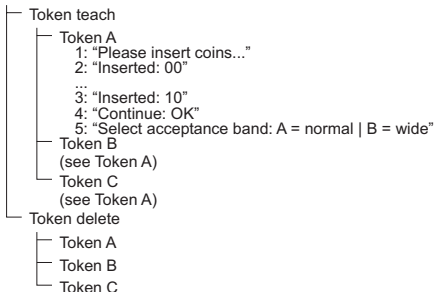 Token teach
Token A
1: “Please insert coins...”
2: “Inserted: 00”
...
3: “Inserted: 10”
4: “Continue: OK”
5: “Select acceptance band: A = normal | B = wide”
Token B
(see Token A)
Token C
(see Token A)
Token delete
Token A
Token B
Token C